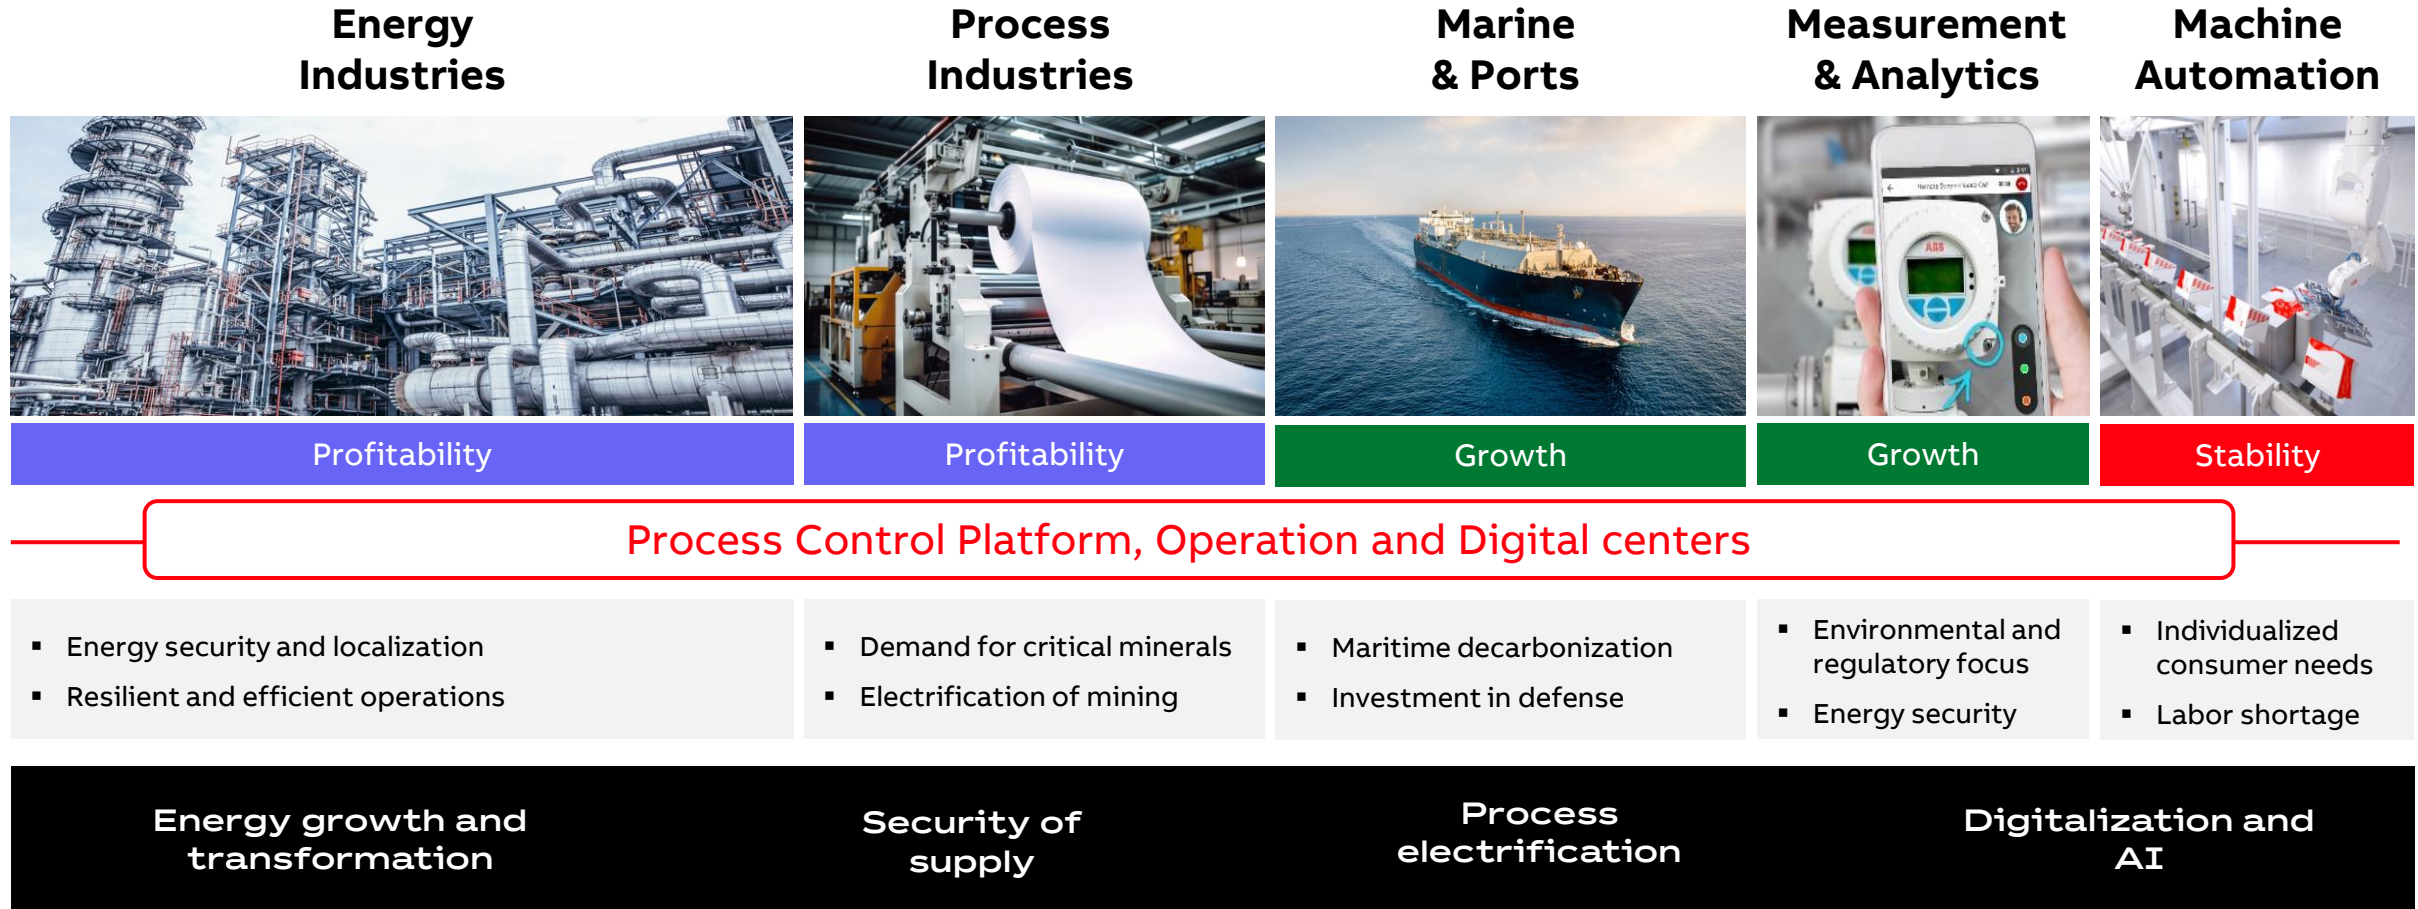 Energy
Industries
Process
Industries
Marine
& Ports
Measurement
& Analytics
Machine
Automation
ABB
Profitability
Profitability
Growth
Growth
Stability
Process Control Platform, Operation and Digital centers
▪ Energy security and localization
▪ Resilient and efficient operations
▪ Demand for critical minerals
▪ Electrification of mining
▪ Maritime decarbonization
▪ Investment in defense
▪ Environmental and
regulatory focus
▪ Energy security
▪ Individualized
consumer needs
▪ Labor shortage
Energy growth and
transformation
Security of
supply
Process
electrification
Digitalization and
AI